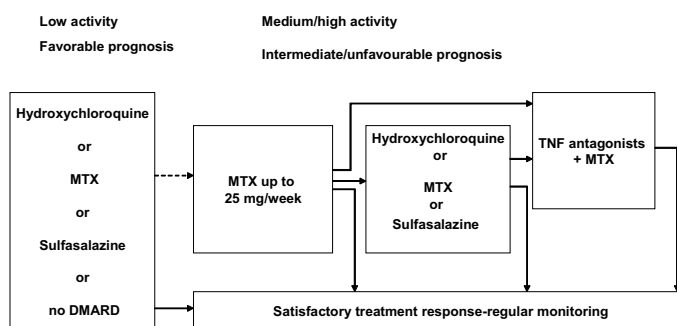 Low activity
Favorable prognosis
Medium/high activity
Intermediate/unfavourable prognosis
Hydroxychloroquine
or
MTX
or
Sulfasalazine
or
no DMARD
MTX up to
25 mg/week
Hydroxychloroquine
or
MTX
or
Sulfasalazine
TNF antagonists
+ MTX
Satisfactory treatment response-regular monitoring